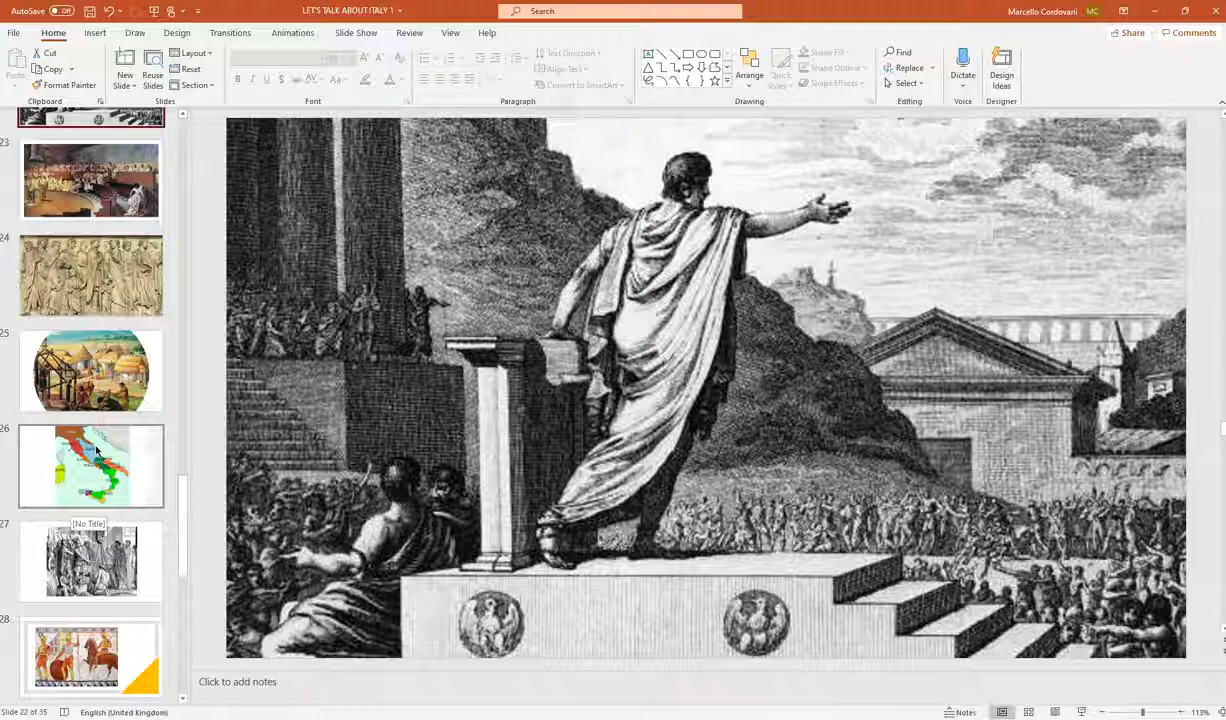 AutoSave Off LET'S TALK ABOUT ITALY 1 Search Marcello Cordovani MC
File Home Insert Draw Design Transitions Animations Slide Show Review View Help Share Comments
Paste Cut Copy Format Painter
New Slide Reuse Slides Layout Reset Section
B I U S AV Aa
Text Direction Align Text Convert to SmartArt
Arrange Quick Styles Shape Fill Shape Outline Shape Effects
Find Replace Select
Dictate
Design Ideas
Clipboard Slides Font Paragraph Drawing Editing Voice Designer
23
24
25
26
27
[No Title]
28
Click to add notes
Slide 22 of 35 English (United Kingdom) Notes 113%